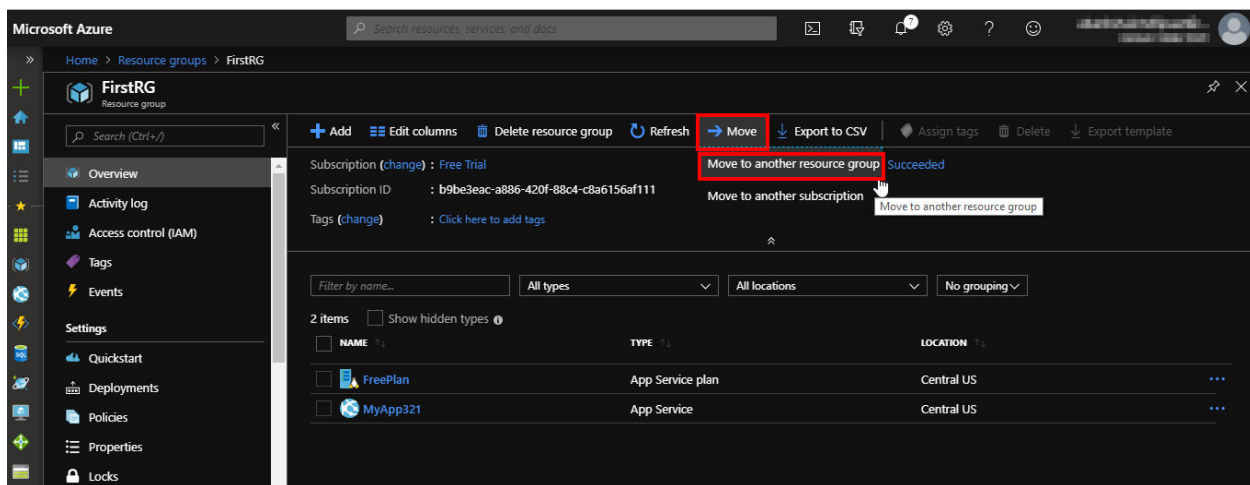 Microsoft Azure
Search resources, services, and docs
7
?
»
Home > Resource groups > FirstRG
FirstRG
Resource group
Search (Ctrl+/)
«
Add
Edit columns
Delete resource group
Refresh
Move
Export to CSV
Assign tags
Delete
Export template
Move to another resource group
Move to another subscription
Move to another resource group
Subscription (change) : Free Trial
Succeeded
Subscription ID : b9be3eac-a886-420f-88c4-c8a6156af111
Tags (change) : Click here to add tags
Overview
Activity log
Access control (IAM)
Tags
Events
Settings
Quickstart
Deployments
Policies
Properties
Locks
Filter by name...
All types
All locations
No grouping
2 items
Show hidden types
NAME
TYPE
LOCATION
FreePlan
App Service plan
Central US
MyApp321
App Service
Central US